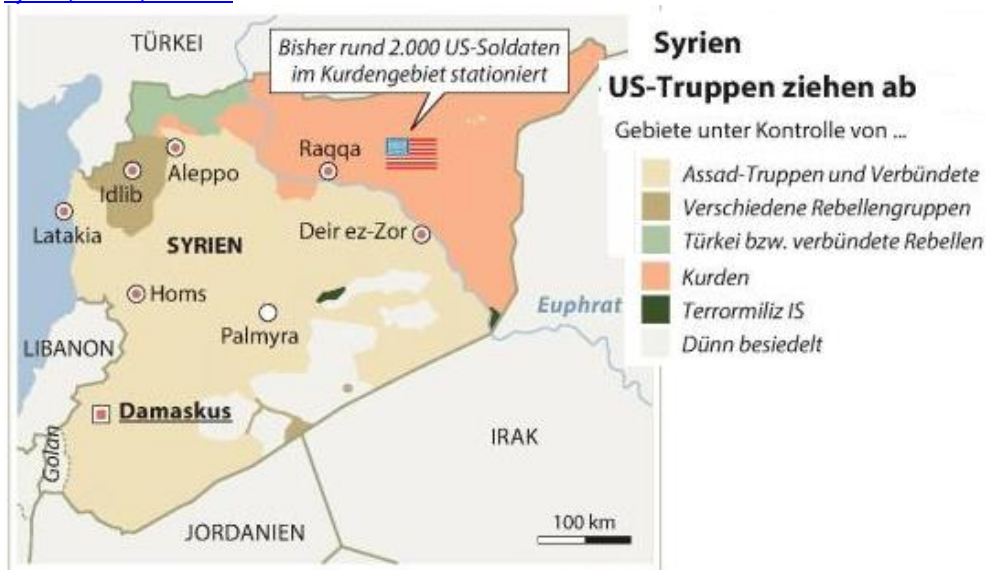 TÜRKEI
Bisher rund 2.000 US-Soldaten
im Kurdengebiet stationiert
Syrien
US-Truppen ziehen ab
Gebiete unter Kontrolle von ...
Assad-Truppen und Verbündete
Verschiedene Rebellengruppen
Türkei bzw. verbündete Rebellen
Kurden
Terrormiliz IS
Dünn besiedelt
Aleppo
Raqqa
Idlib
Latakia
SYRIEN
Deir ez-Zor
Homs
Euphrat
Palmyra
LIBANON
Damaskus
Golan
IRAK
JORDANIEN
100 km